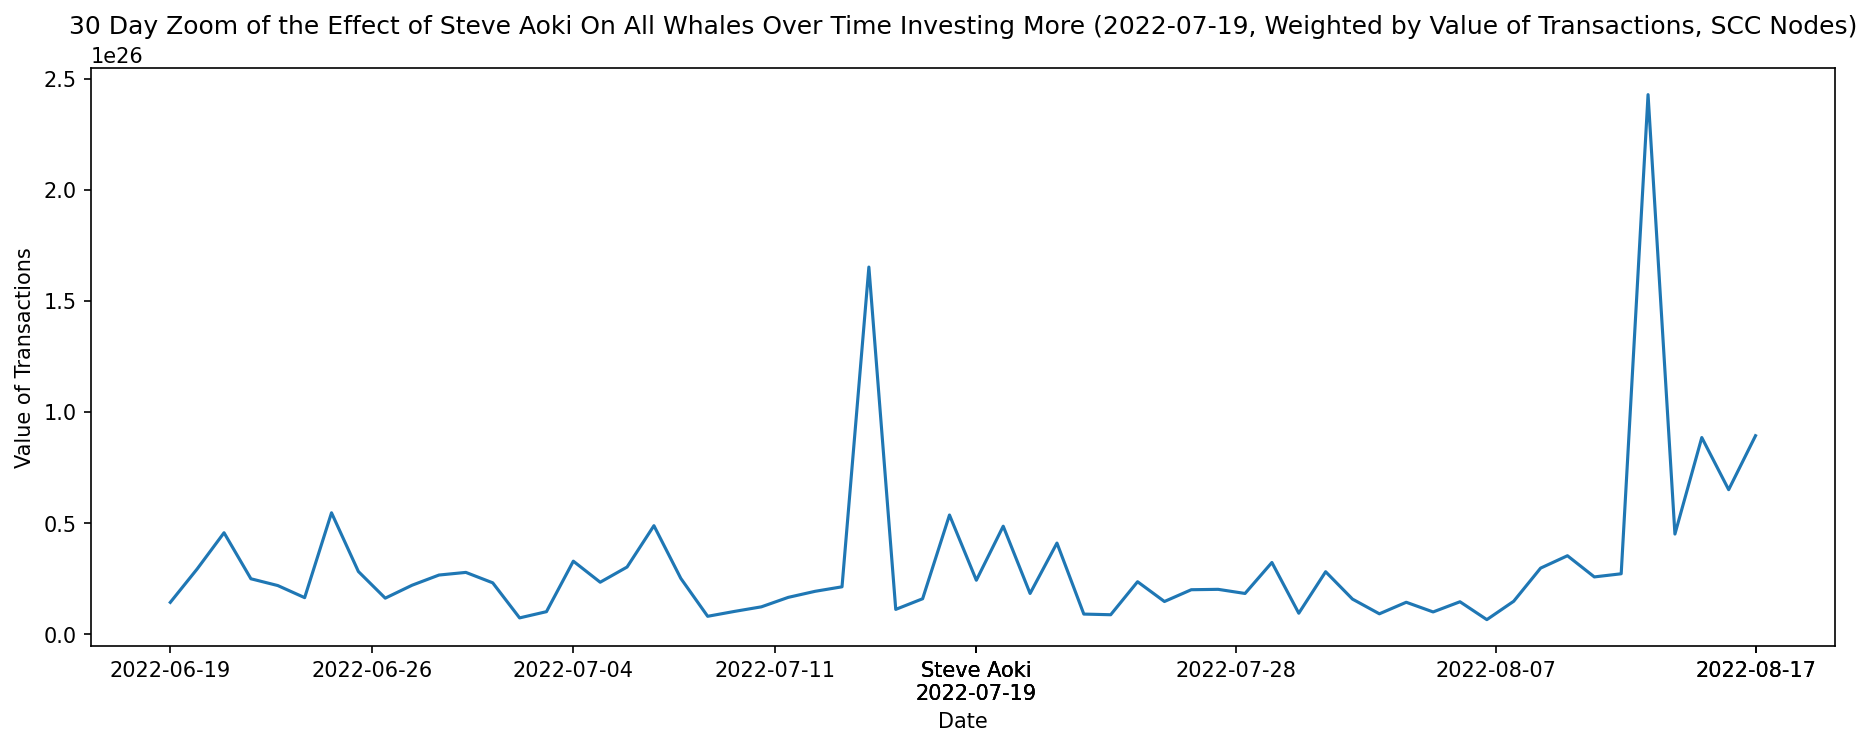 30 Day Zoom of the Effect of Steve Aoki On All Whales Over Time Investing More (2022-07-19, Weighted by Value of Transactions, SCC Nodes)
1e26
2.5
2.0
1.5
1.0
0.5
0.0
Value of Transactions
2022-06-19 2022-06-26 2022-07-04 2022-07-11 Steve Aoki 2022-07-28 2022-08-07 2022-08-17
2022-07-19
Date